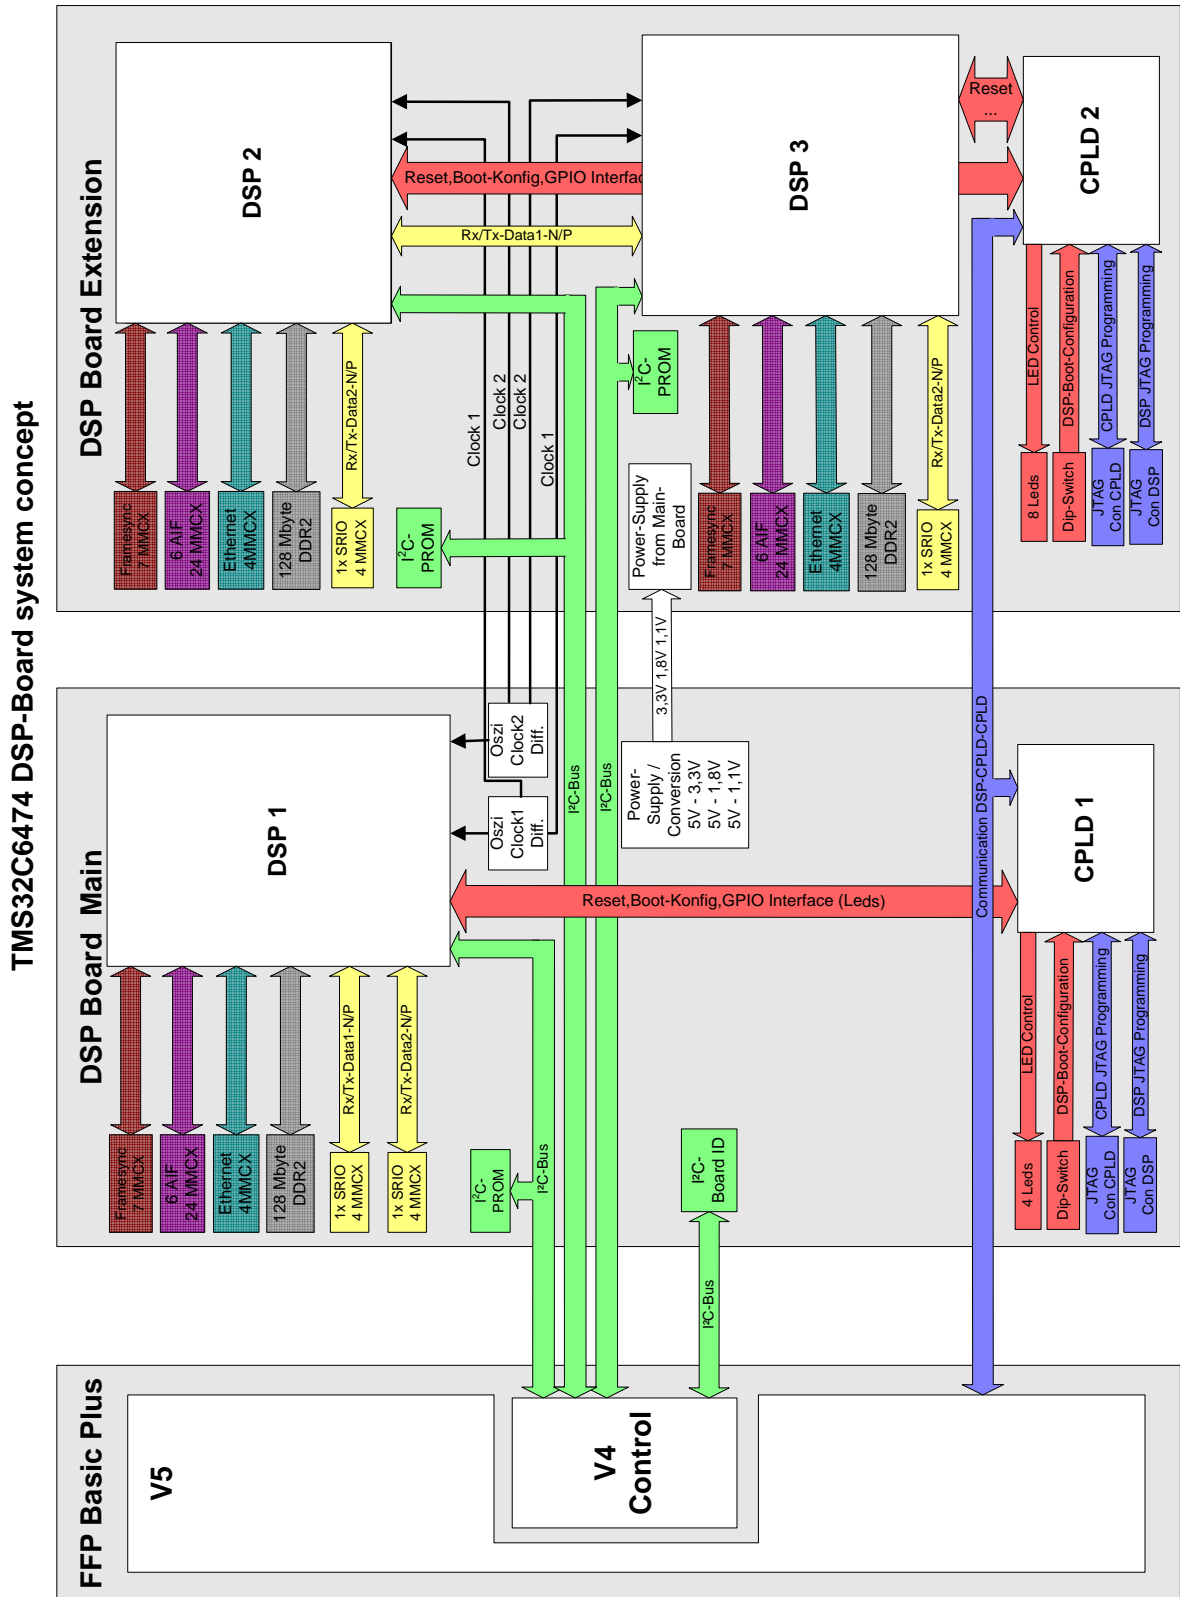 TMS32C6474 DSP-Board system concept
FFP Basic Plus
V5
V4
Control
DSP Board  Main
DSP 1
Framesync
7 MMCX
6 AIF
24 MMCX
Ethernet
4MMCX
128 Mbyte
DDR2
1x SRIO
4 MMCX
Rx/Tx-Data1-N/P
1x SRIO
4 MMCX
Rx/Tx-Data2-N/P
I²C-
PROM
I²C-Bus
I²C-Bus
I²C-Bus
I²C-
Board ID
I²C-Bus
Oszi
Clock1
Diff.
Oszi
Clock2
Diff.
Power-
Supply /
Conversion
5V - 3,3V
5V - 1,8V
5V - 1,1V
3,3V 1,8V 1,1V
Reset,Boot-Konfig,GPIO Interface (Leds)
Communication DSP-CPLD-CPLD
CPLD 1
LED Control
DSP-Boot-Configuration
CPLD JTAG Programming
DSP JTAG Programming
4 Leds
Dip-Switch
JTAG
Con CPLD
JTAG
Con DSP
DSP Board Extension
DSP 2
Framesync
7 MMCX
6 AIF
24 MMCX
Ethernet
4MMCX
128 Mbyte
DDR2
1x SRIO
4 MMCX
Rx/Tx-Data2-N/P
I²C-
PROM
Clock 1
Clock 2
Clock 2
Clock 1
Reset,Boot-Konfig,GPIO Interfac
Rx/Tx-Data1-N/P
I²C-
PROM
Power-Supply
from Main-
Board
DSP 3
Framesync
7 MMCX
6 AIF
24 MMCX
Ethernet
4MMCX
128 Mbyte
DDR2
1x SRIO
4 MMCX
Rx/Tx-Data2-N/P
Reset
...
CPLD 2
LED Control
DSP-Boot-Configuration
CPLD JTAG Programming
DSP JTAG Programming
8 Leds
Dip-Switch
JTAG
Con CPLD
JTAG
Con DSP